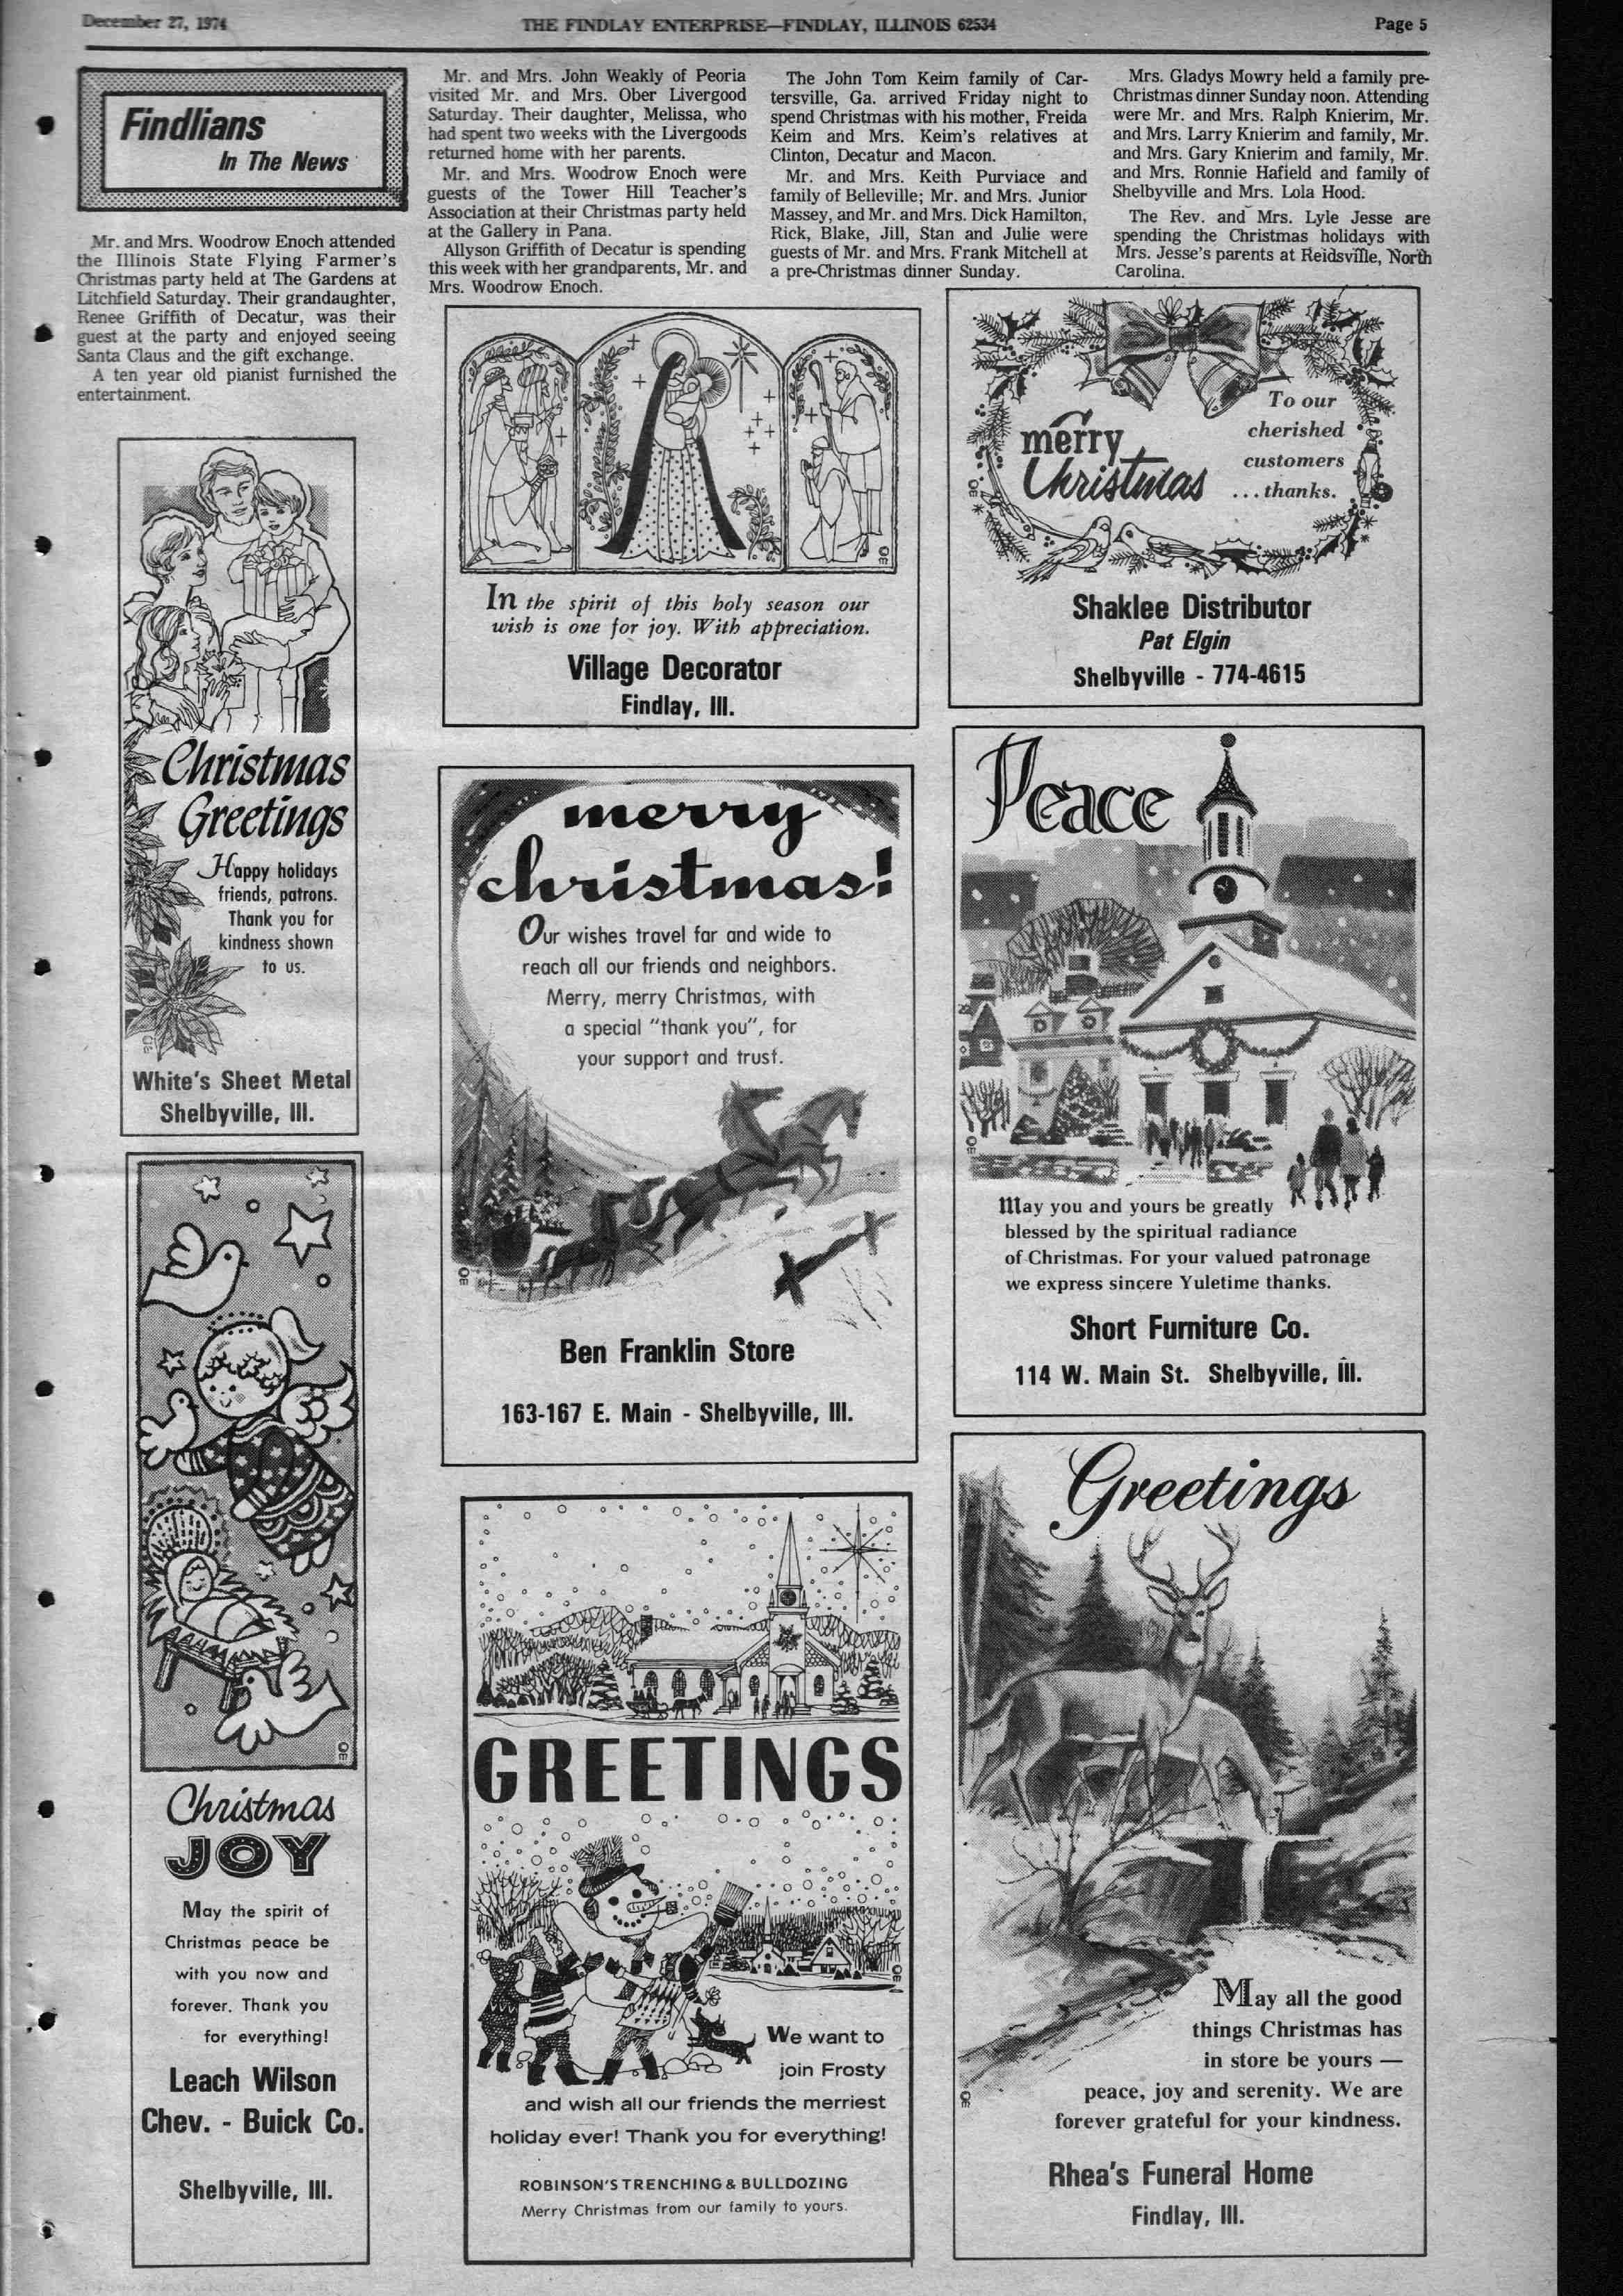 December 27, 1974
THE FINDLAY ENTERPRISE—FINDLAY, ILLINOIS 62534
Page 5
Findlians
In The News
Mr. and Mrs. Woodrow Enoch attended
the Illinois State Flying Farmer's
Christmas party held at The Gardens at
Litchfield Saturday. Their grandaughter,
Renee Griffith of Decatur, was their
guest at the party and enjoyed seeing
Santa Claus and the gift exchange.
A ten year old pianist furnished the
entertainment.
Mr. and Mrs. John Weakly of Peoria
visited Mr. and Mrs. Ober Livergood
Saturday. Their daughter, Melissa, who
had spent two weeks with the Livergoods
returned home with her parents.
Mr. and Mrs. Woodrow Enoch were
guests of the Tower Hill Teacher's
Association at their Christmas party held
at the Gallery in Pana.
Allyson Griffith of Decatur is spending
this week with her grandparents, Mr. and
Mrs. Woodrow Enoch.
The John Tom Keim family of Car-
tersville, Ga. arrived Friday night to
spend Christmas with his mother, Freida
Keim and Mrs. Keim's relatives at
Clinton, Decatur and Macon.
Mr. and Mrs. Keith Purviace and
family of Belleville; Mr. and Mrs. Junior
Massey, and Mr. and Mrs. Dick Hamilton,
Rick, Blake, Jill, Stan and Julie were
guests of Mr. and Mrs. Frank Mitchell at
a pre-Christmas dinner Sunday.
Mrs. Gladys Mowry held a family pre-
Christmas dinner Sunday noon. Attending
were Mr. and Mrs. Ralph Knierim, Mr.
and Mrs. Larry Knierim and family, Mr.
and Mrs. Gary Knierim and family, Mr.
and Mrs. Ronnie Hafield and family of
Shelbyville and Mrs. Lola Hood.
The Rev. and Mrs. Lyle Jesse are
spending the Christmas holidays with
Mrs. Jesse's parents at Reidsville, North
Carolina.
Christmas
Greetings
Happy holidays
friends, patrons.
Thank you for
kindness shown
to us.
White's Sheet Metal
Shelbyville, Ill.
Christmas
JOY
May the spirit of
Christmas peace be
with you now and
forever. Thank you
for everything!
Leach Wilson
Chev. - Buick Co.
Shelbyville, Ill.
In the spirit of this holy season our
wish is one for joy. With appreciation.
Village Decorator
Findlay, Ill.
merry
christmas!
Our wishes travel far and wide to
reach all our friends and neighbors.
Merry, merry Christmas, with
a special "thank you", for
your support and trust.
Ben Franklin Store
163-167 E. Main - Shelbyville, Ill.
GREETINGS
We want to
join Frosty
and wish all our friends the merriest
holiday ever! Thank you for everything!
ROBINSON'S TRENCHING & BULLDOZING
Merry Christmas from our family to yours.
merry
Christmas
To our
cherished
customers
...thanks.
Shaklee Distributor
Pat Elgin
Shelbyville - 774-4615
Peace
May you and yours be greatly
blessed by the spiritual radiance
of Christmas. For your valued patronage
we express sincere Yuletime thanks.
Short Furniture Co.
114 W. Main St. Shelbyville, Ill.
Greetings
May all the good
things Christmas has
in store be yours —
peace, joy and serenity. We are
forever grateful for your kindness.
Rhea's Funeral Home
Findlay, Ill.